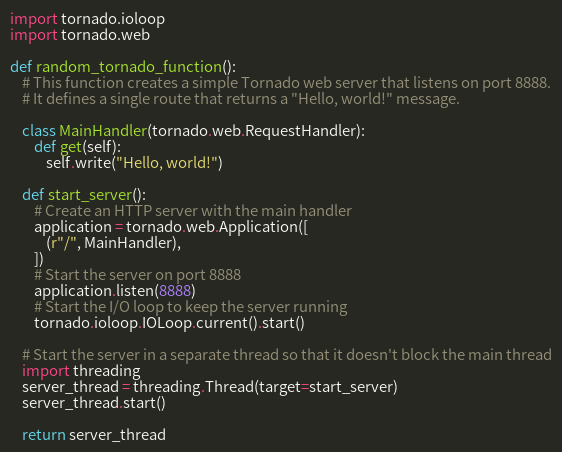 import tornado.ioloop
import tornado.web

def random_tornado_function():
    # This function creates a simple Tornado web server that listens on port 8888.
    # It defines a single route that returns a "Hello, world!" message.

    class MainHandler(tornado.web.RequestHandler):
        def get(self):
            self.write("Hello, world!")

    def start_server():
        # Create an HTTP server with the main handler
        application = tornado.web.Application([
            (r"/", MainHandler),
        ])
        # Start the server on port 8888
        application.listen(8888)
        # Start the I/O loop to keep the server running
        tornado.ioloop.IOLoop.current().start()

    # Start the server in a separate thread so that it doesn't block the main thread
    import threading
    server_thread = threading.Thread(target=start_server)
    server_thread.start()

    return server_thread